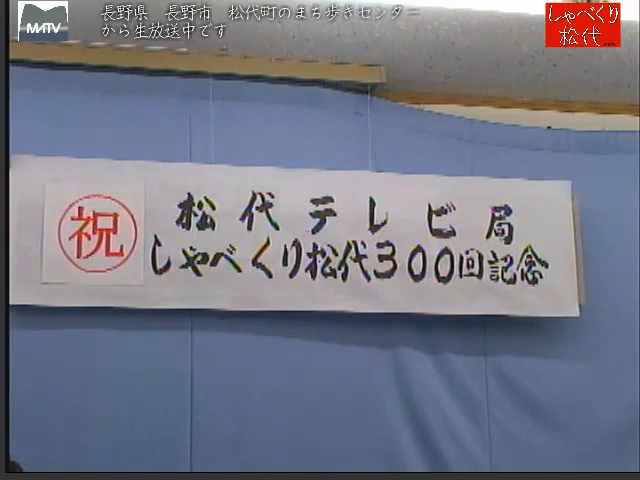 MATV
長野県　長野市　松代町のまち歩きセンター
から生放送中です
しゃべくり
松代
祝
松代テレビ局
しゃべくり松代300回記念